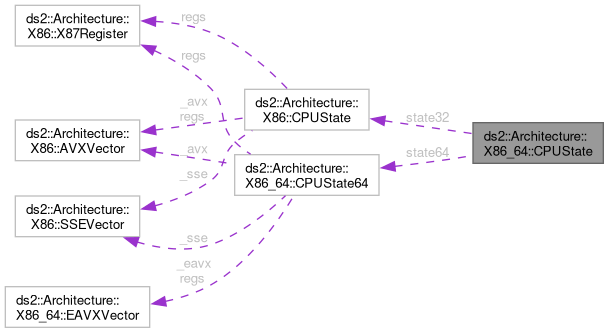 ds2::Architecture::
X86::X87Register
regs
regs
_avx
regs
ds2::Architecture::
X86::CPUState
state32
ds2::Architecture::
X86::AVXVector
_avx
ds2::Architecture::
X86_64::CPUState
state64
_sse
ds2::Architecture::
X86_64::CPUState64
ds2::Architecture::
X86::SSEVector
_sse
_eavx
regs
ds2::Architecture::
X86_64::EAVXVector